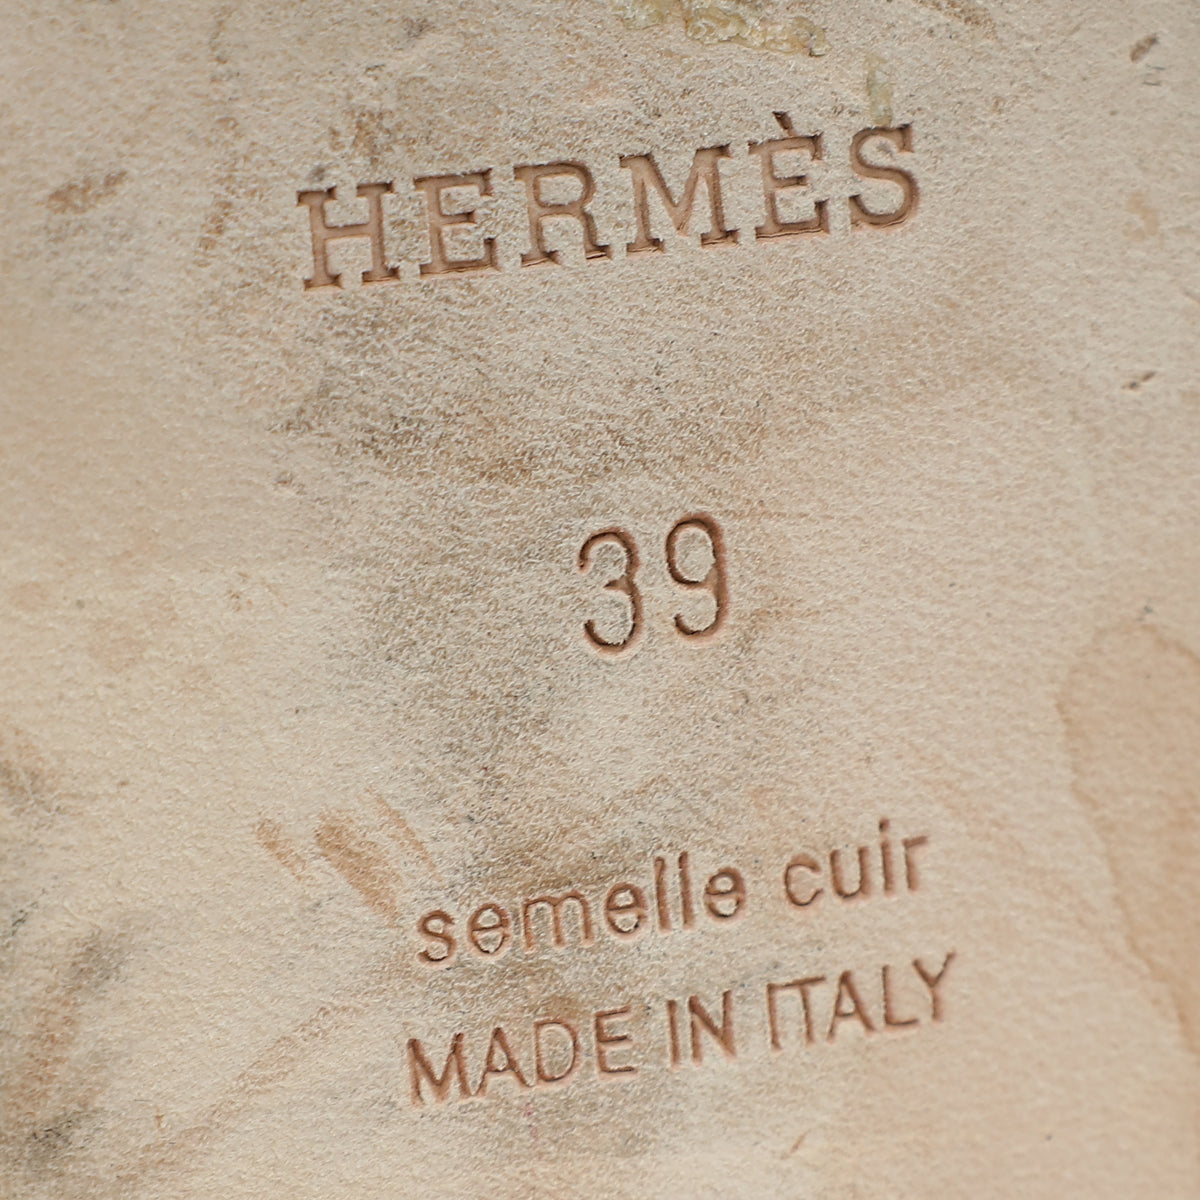 HERMÈS
39
semelle cuir
MADE IN ITALY